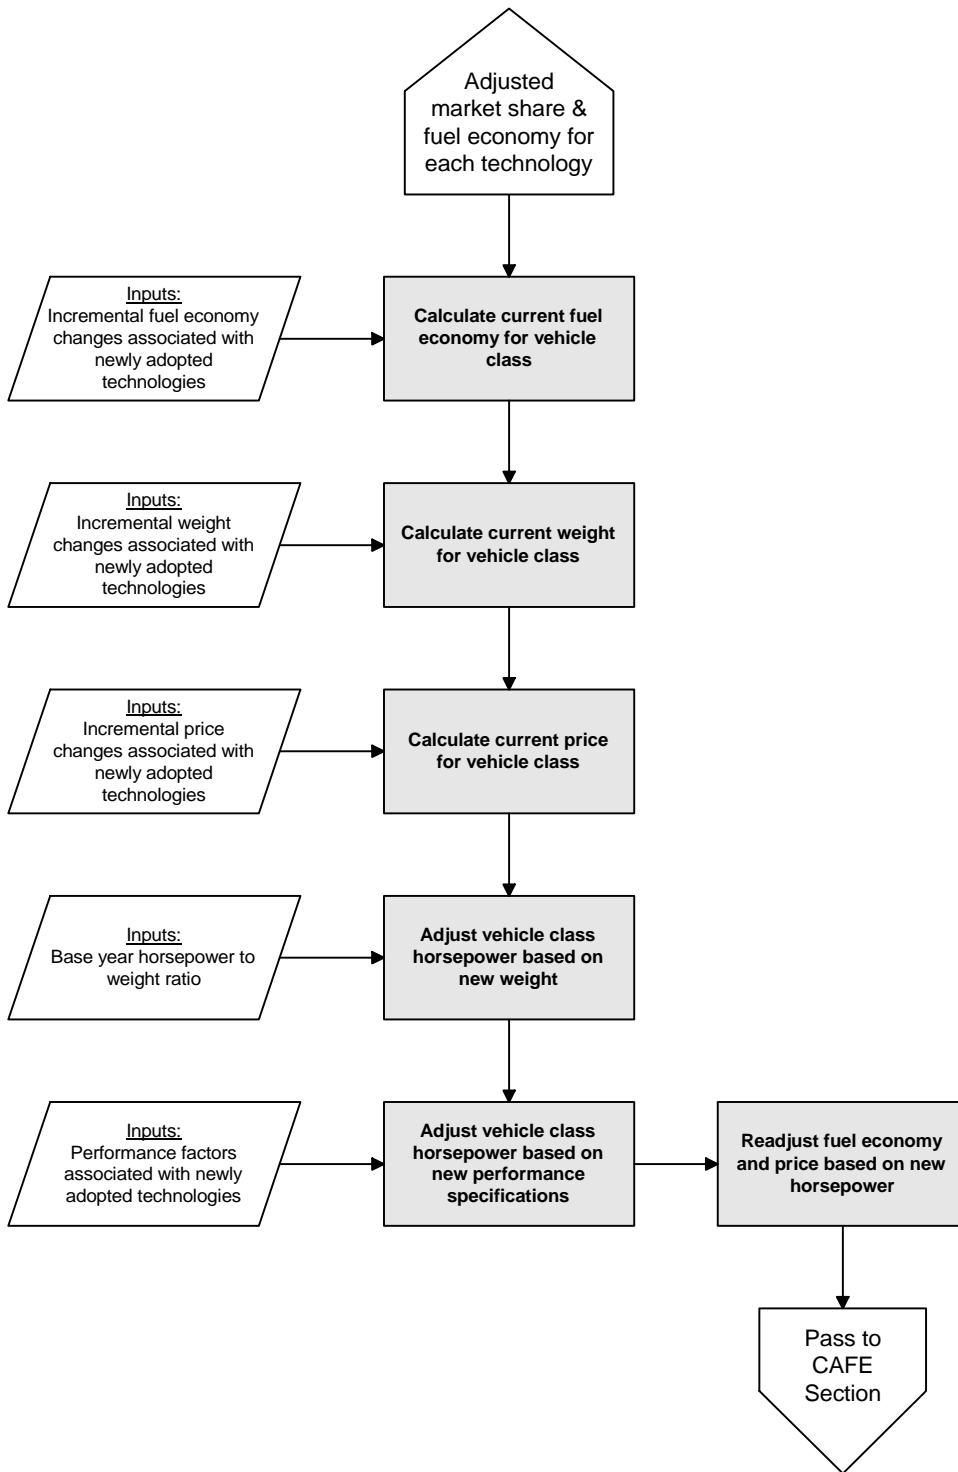 Adjusted
market share &
fuel economy for
each technology
Inputs:
Incremental fuel economy
changes associated with
newly adopted
technologies
Calculate current fuel
economy for vehicle
class
Inputs:
Incremental weight
changes associated with
newly adopted
technologies
Calculate current weight
for vehicle class
Inputs:
Incremental price
changes associated with
newly adopted
technologies
Calculate current price
for vehicle class
Inputs:
Base year horsepower to
weight ratio
Adjust vehicle class
horsepower based on
new weight
Inputs:
Performance factors
associated with newly
adopted technologies
Adjust vehicle class
horsepower based on
new performance
specifications
Readjust fuel economy
and price based on new
horsepower
Pass to
CAFE
Section